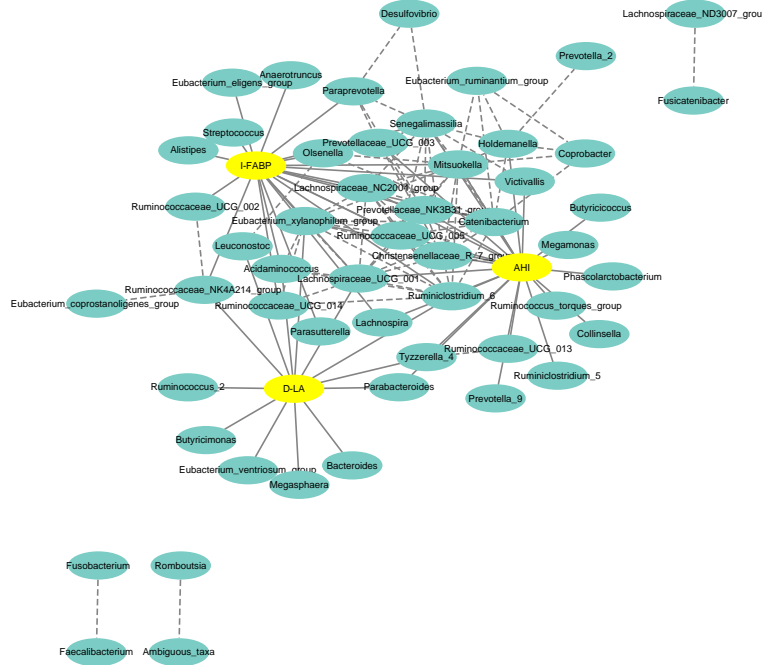 Desulfovibrio
Lachnospiraceae_ND3007_grou
Prevotella_2
Anaerotruncus
Eubacterium_eligens_group
Eubacterium_ruminantium_group
Paraprevotella
Fusicatenibacter
Senegalimassilia
Streptococcus
Prevotellaceae_UCG_003
Holdemanella
Alistipes
Olsenella
Coprobacter
I-FABP
Mitsuokella
Lachnospiraceae_NC2004_group
Victivallis
Ruminococcaceae_UCG_002
Prevotellaceae_NK3B31_group
Butyricicoccus
Eubacterium_xylanophilum_group
Catenibacterium
Ruminococcaceae_UCG_005
Leuconostoc
Megamonas
Christensenellaceae_R_7_group
Acidaminococcus
AHI
Lachnospiraceae_UCG_001
Phascolarctobacterium
Ruminococcaceae_NK4A214_group
Ruminiclostridium_6
Eubacterium_coprostanoligenes_group
Ruminococcaceae_UCG_014
Ruminococcus_torques_group
Parasutterella
Lachnospira
Collinsella
Ruminococcaceae_UCG_013
Tyzzerella_4
Ruminiclostridium_5
Ruminococcus_2
D-LA
Parabacteroides
Prevotella_9
Butyricimonas
Bacteroides
Eubacterium_ventriosum_group
Megasphaera
Fusobacterium
Romboutsia
Faecalibacterium
Ambiguous_taxa